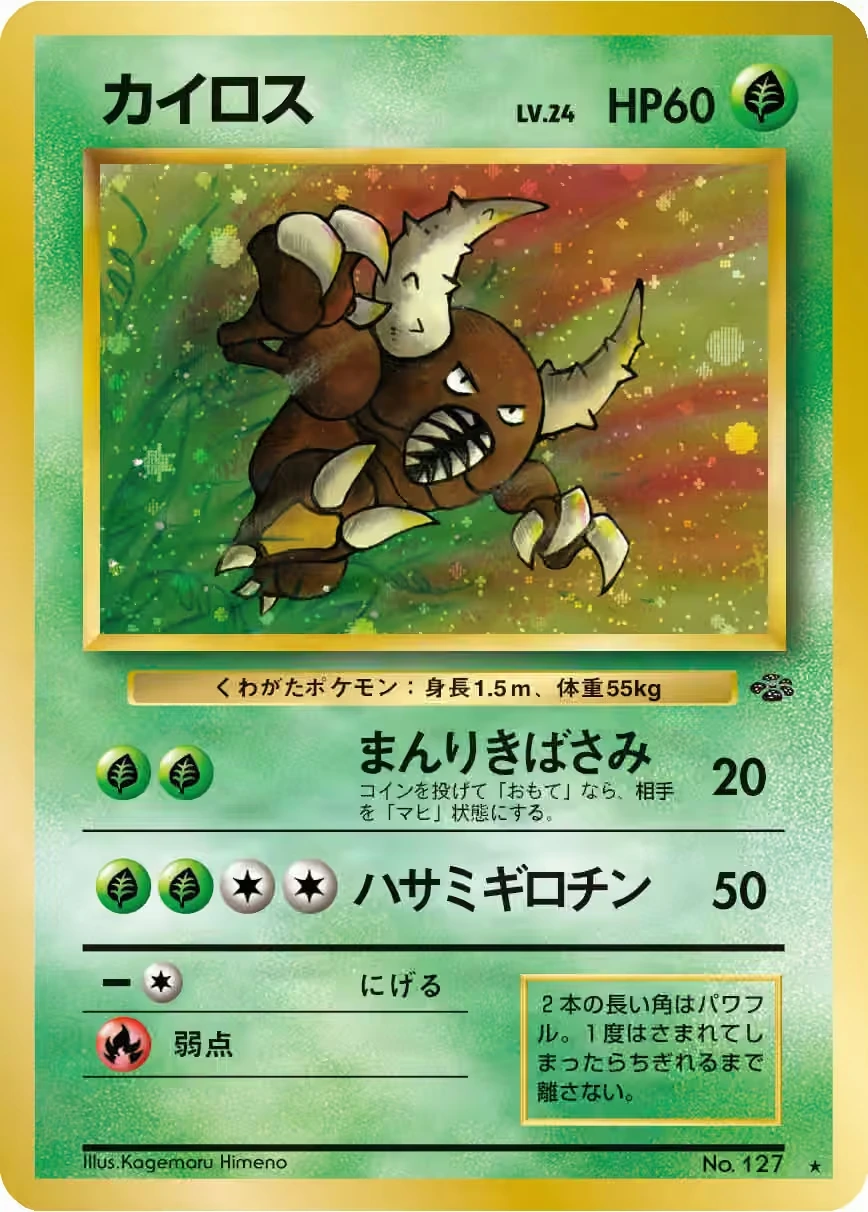 カイロス LV.24 HP60
くわがたポケモン：身長1.5m、体重55kg
まんりきばさみ 20
コインを投げて「おもて」なら、相手
を「マヒ」状態にする。
ハサミギロチン 50
にげる
弱点
２本の長い角はパワフ
ル。１度はさまれてし
まったらちぎれるまで
離さない。
Illus.Kagemaru Himeno
No. 127 ★